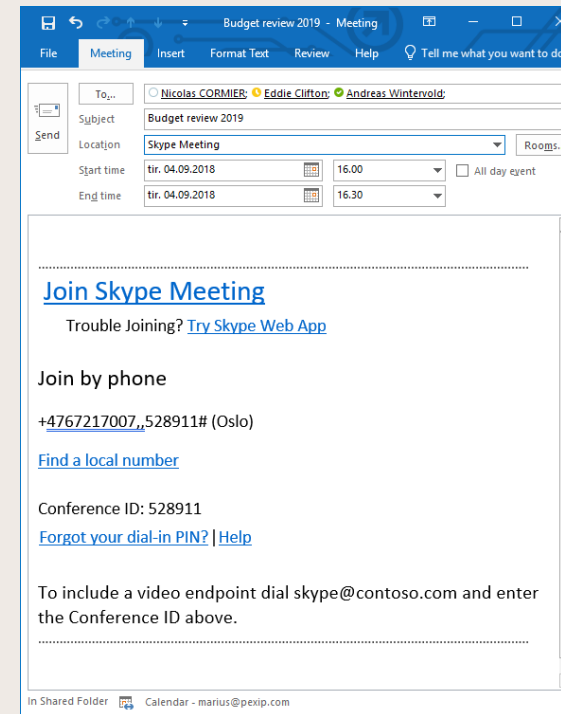 Budget review 2019 - Meeting
File Meeting Insert Format Text Review Help Tell me what you want to do
To...
Nicolas CORMIER; Eddie Clifton; Andreas Wintervold;
Send
Subject
Budget review 2019
Location
Skype Meeting
Rooms.
Start time
tir. 04.09.2018
16.00
All day event
End time
tir. 04.09.2018
16.30
Join Skype Meeting
Trouble Joining? Try Skype Web App
Join by phone
+4767217007,,528911# (Oslo)
Find a local number
Conference ID: 528911
Forgot your dial-in PIN? | Help
To include a video endpoint dial skype@contoso.com and enter
the Conference ID above.
In Shared Folder Calendar - marius@pexip.com